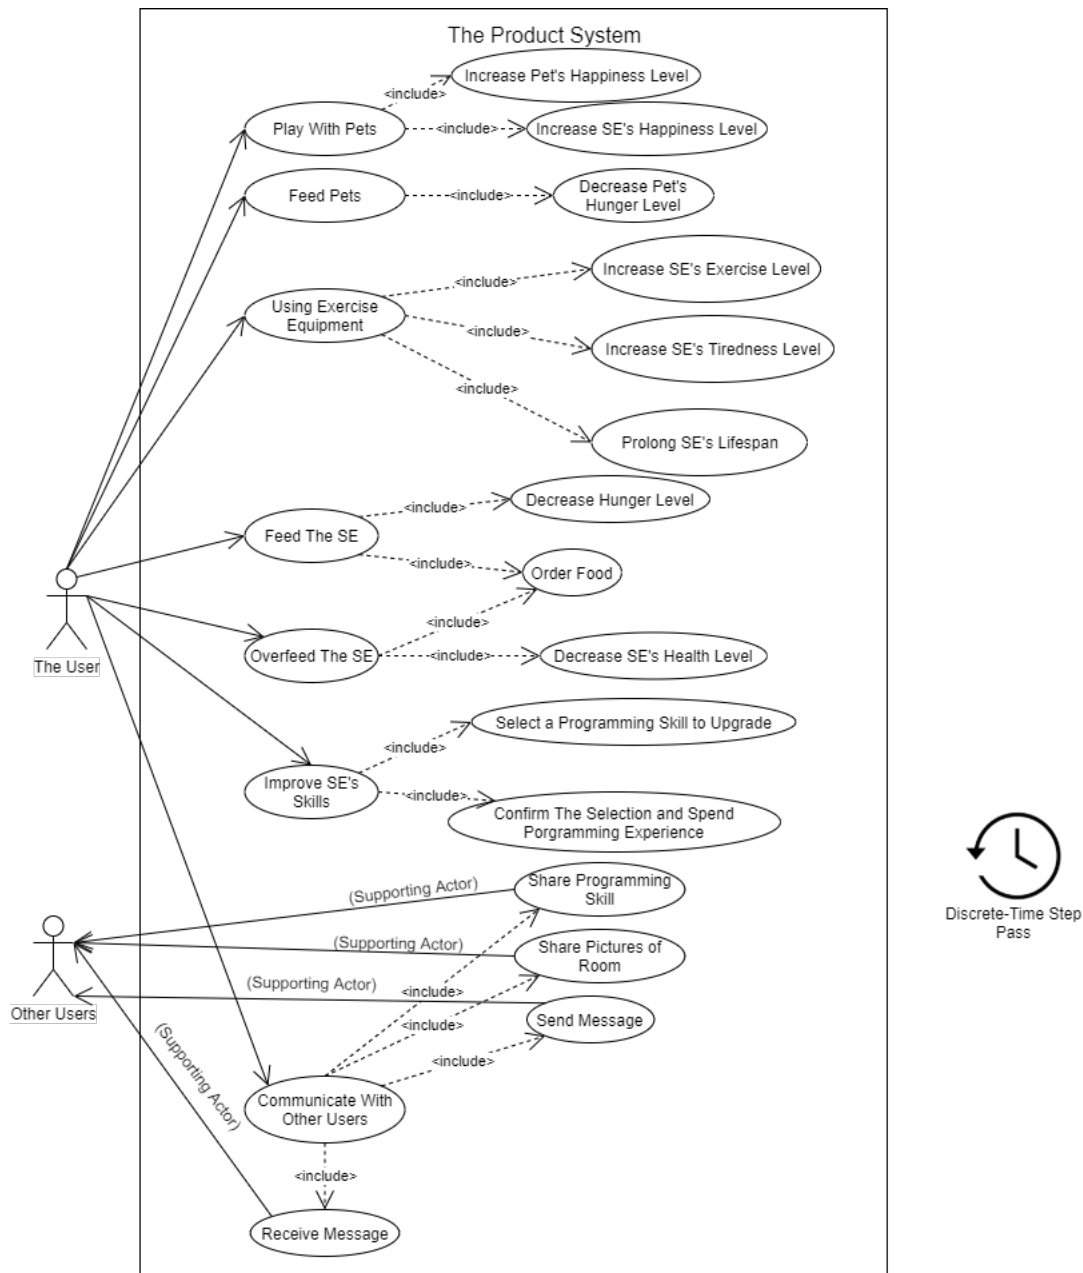 The Product System
Increase Pet's Happiness Level
<include>
Play With Pets
<include>
Increase SE's Happiness Level
Feed Pets
<include>
Decrease Pet's
Hunger Level
Increase SE's Exercise Level
<include>
Using Exercise
Equipment
<include>
Increase SE's Tiredness Level
<include>
Prolong SE's Lifespan
Decrease Hunger Level
<include>
Feed The SE
<include>
Order Food
<include>
The User
Overfeed The SE
<include>
Decrease SE's Health Level
Select a Programming Skill to Upgrade
<include>
Improve SE's
Skills
<include>
Confirm The Selection and Spend
Porgramming Experience
Share Programming
Skill
(Supporting Actor)
Discrete-Time Step
Pass
(Supporting Actor)
Share Pictures of
Room
(Supporting Actor)
<include>
Other Users
Send Message
<include>
<include>
(Supporting Actor)
Communicate With
Other Users
<include>
Receive Message